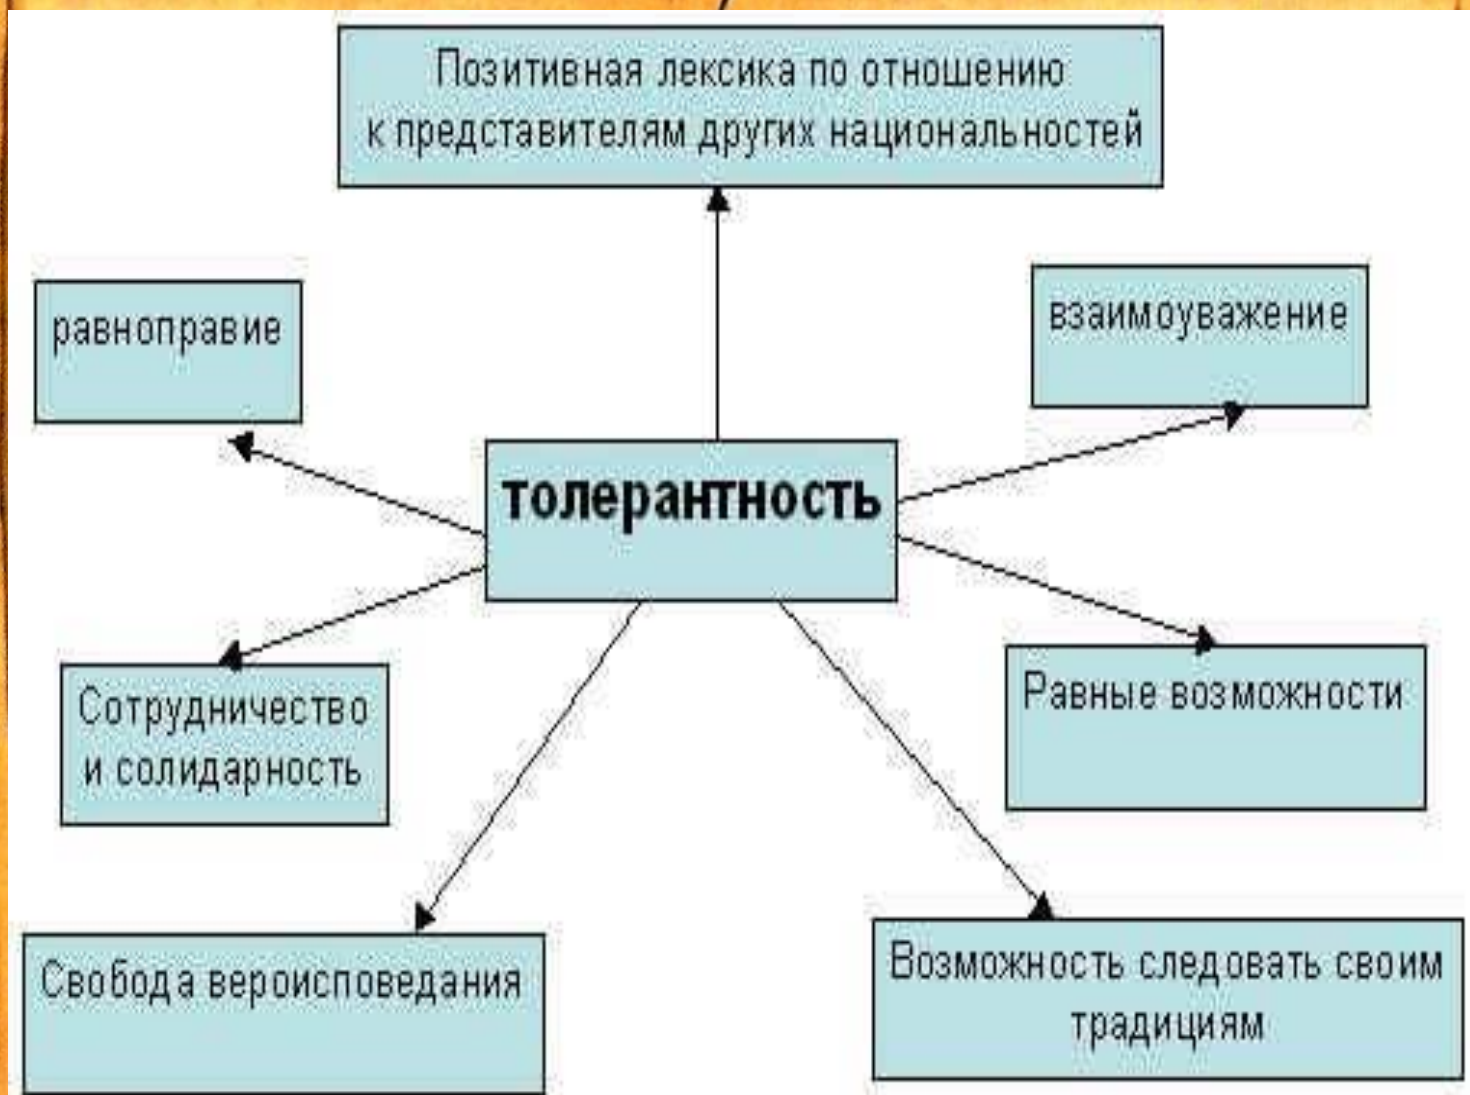 Позитивная лексика по отношению
к представителям других национальностей
равноправие
взаимоуважение
толерантность
Сотрудничество
и солидарность
Равные возможности
Свобода вероисповедания
Возможность следовать своим
традициям